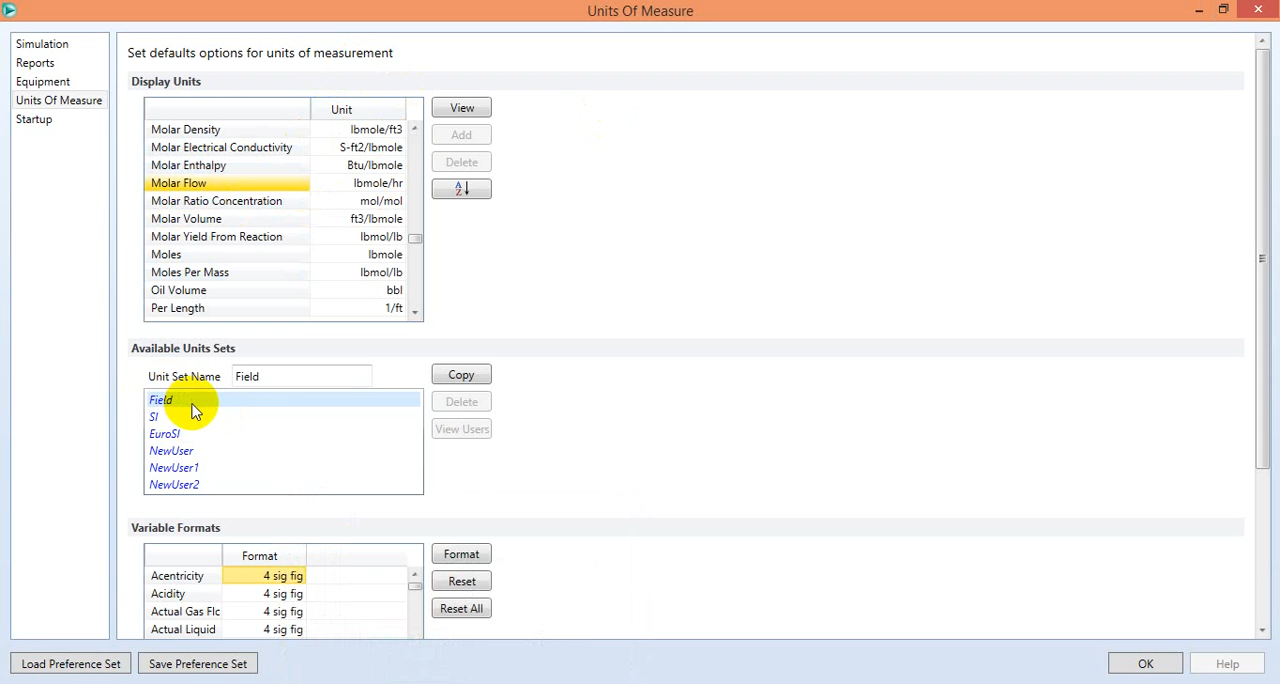 Units Of Measure
Simulation
Reports
Equipment
Units Of Measure
Startup
Set defaults options for units of measurement
Display Units
Unit
Molar Density lbmole/ft3
Molar Electrical Conductivity S-ft2/lbmole
Molar Enthalpy Btu/lbmole
Molar Flow lbmole/hr
Molar Ratio Concentration mol/mol
Molar Volume ft3/lbmole
Molar Yield From Reaction lbmol/lb
Moles lbmole
Moles Per Mass lbmol/lb
Oil Volume bbl
Per Length 1/ft
View
Add
Delete
A Z
Available Units Sets
Unit Set Name Field
Field
SI
EuroSI
NewUser
NewUser1
NewUser2
Copy
Delete
View Users
Variable Formats
Format
Acentricity 4 sig fig
Acidity 4 sig fig
Actual Gas Flc 4 sig fig
Actual Liquid 4 sig fig
Format
Reset
Reset All
Load Preference Set Save Preference Set OK Help